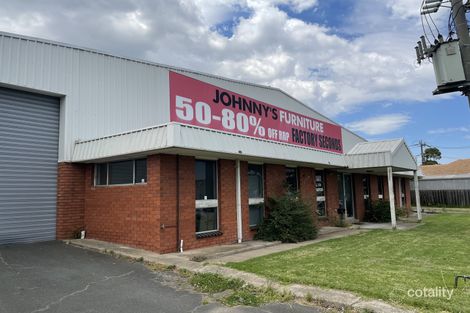 JOHNNY'S FURNITURE
50-80% OFF RRP FACTORY SECONDS
cotality